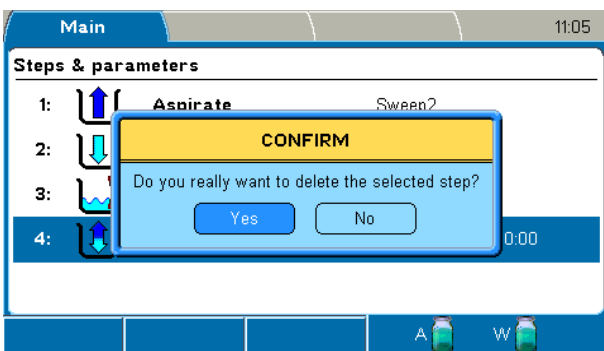 Main 11:05
Steps & parameters
1: Aspirate Sweep2
2:
3:
4: 0:00
CONFIRM
Do you really want to delete the selected step?
Yes No
A W